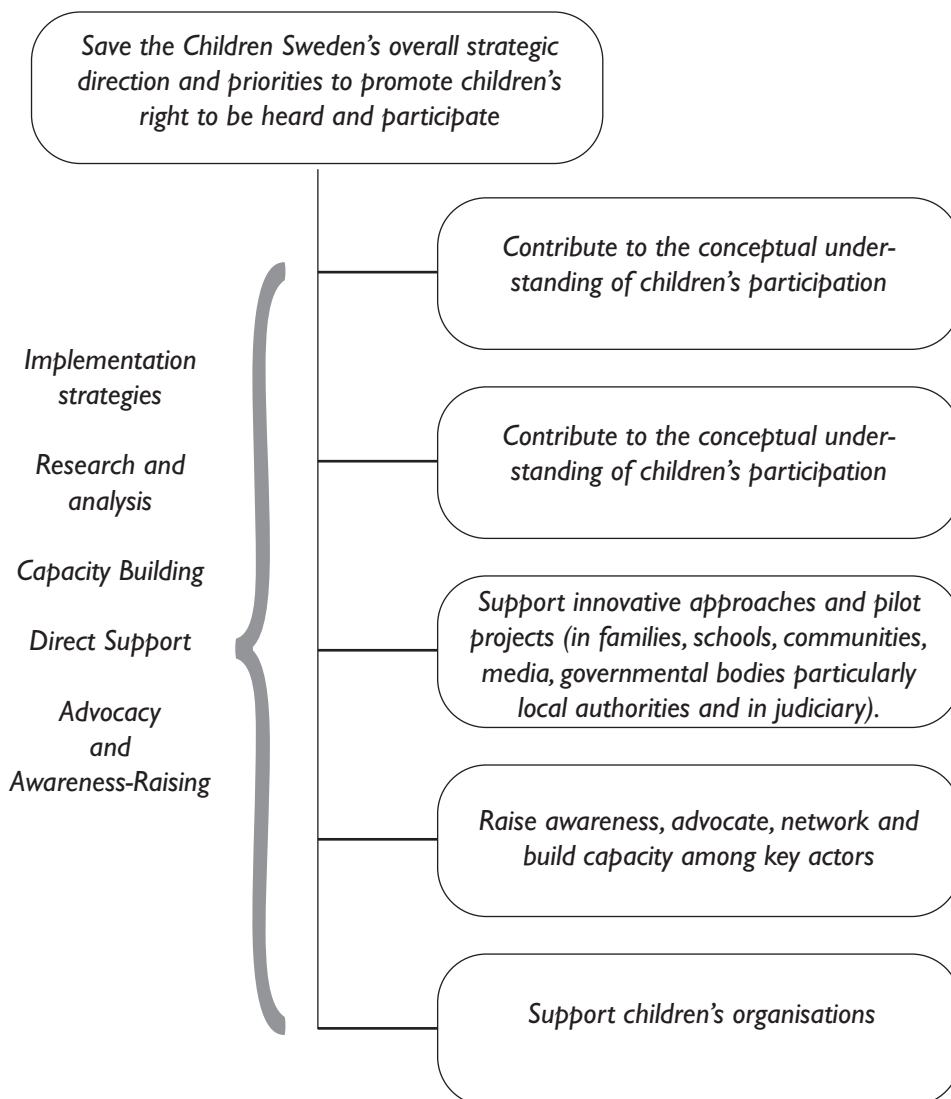 Save the Children Sweden's overall strategic
direction and priorities to promote children's
right to be heard and participate
Contribute to the conceptual under-
standing of children's participation
Implementation
strategies
Research and
analysis
Capacity Building
Direct Support
Advocacy
and
Awareness-Raising
Contribute to the conceptual under-
standing of children's participation
Support innovative approaches and pilot
projects (in families, schools, communities,
media, governmental bodies particularly
local authorities and in judiciary).
Raise awareness, advocate, network and
build capacity among key actors
Support children's organisations